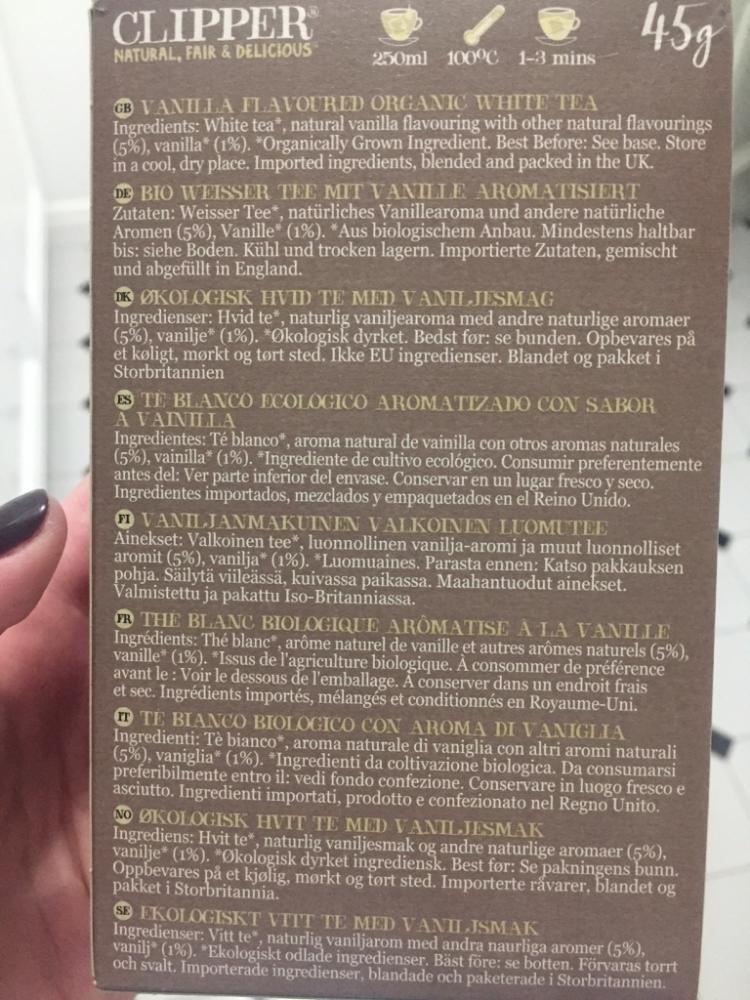 CLIPPER®
NATURAL, FAIR & DELICIOUS
250ml 100ºC 1-3 mins
45g
GB VANILLA FLAVOURED ORGANIC WHITE TEA
Ingredients: White tea*, natural vanilla flavouring with other natural flavourings
(5%), vanilla* (1%). *Organically Grown Ingredient. Best Before: See base. Store
in a cool, dry place. Imported ingredients, blended and packed in the UK.
DE BIO WEISSER TEE MIT VANILLE AROMATISIERT
Zutaten: Weisser Tee*, natürliches Vanillearoma und andere natürliche
Aromen (5%), Vanille* (1%). *Aus biologischem Anbau. Mindestens haltbar
bis: siehe Boden. Kühl und trocken lagern. Importierte Zutaten, gemischt
und abgefüllt in England.
DK ØKOLOGISK HVID TE MED VANILJESMAG
Ingredienser: Hvid te*, naturlig vaniljearoma med andre naturlige aromaer
(5%), vanilje* (1%). *Økologisk dyrket. Bedst før: se bunden. Opbevares på
et køligt, mørkt og tørt sted. Ikke EU ingredienser. Blandet og pakket i
Storbritannien
ES TÉ BLANCO ECOLOGICO AROMATIZADO CON SABOR
A VAINILLA
Ingredientes: Té blanco*, aroma natural de vainilla con otros aromas naturales
(5%), vainilla* (1%). *Ingrediente de cultivo ecológico. Consumir preferentemente
antes del: Ver parte inferior del envase. Conservar en un lugar fresco y seco.
Ingredientes importados, mezclados y empaquetados en el Reino Unido.
FI VANILJANMAKUINEN VALKOINEN LUOMUTEE
Ainekset: Valkoinen tee*, luonnollinen vanilja-aromi ja muut luonnolliset
aromit (5%), vanilja* (1%). *Luomuaines. Parasta ennen: Katso pakkauksen
pohja. Säilytä viileässä, kuivassa paikassa. Maahantuodut ainekset.
Valmistettu ja pakattu Iso-Britanniassa.
FR THÉ BLANC BIOLOGIQUE ARÔMATISE À LA VANILLE
Ingrédients: Thé blanc*, arôme naturel de vanille et autres arômes naturels (5%),
vanille* (1%). *Issus de l'agriculture biologique. A consommer de préférence
avant le : Voir le dessous de l'emballage. A conserver dans un endroit frais
et sec. Ingrédients importés, mélangés et conditionnés en Royaume-Uni.
IT TÈ BIANCO BIOLOGICO CON AROMA DI VANIGLIA
Ingredienti: Tè bianco*, aroma naturale di vaniglia con altri aromi naturali
(5%), vaniglia* (1%). *Ingredienti da coltivazione biologica. Da consumarsi
preferibilmente entro il: vedi fondo confezione. Conservare in luogo fresco e
asciutto. Ingredienti importati, prodotto e confezionato nel Regno Unito.
NO ØKOLOGISK HVIT TE MED VANILJESMAK
Ingrediens: Hvit te*, naturlig vaniljesmak og andre naturlige aromaer (5%),
vanilje* (1%). *Økologisk dyrket ingrediensk. Best før: Se pakningens bunn.
Oppbevares på et kjølig, mørkt og tørt sted. Importerte råvarer, blandet og
pakket i Storbritannia.
SE EKOLOGISKT VITT TE MED VANILJSMAK
Ingredienser: Vitt te*, naturlig vaniljarom med andra naurliga aromer (5%),
vanilj* (1%). *Ekologiskt odlade ingredienser. Bäst före: se botten. Förvaras torrt
och svalt. Importerade ingredienser, blandade och paketerade i Storbritannien.